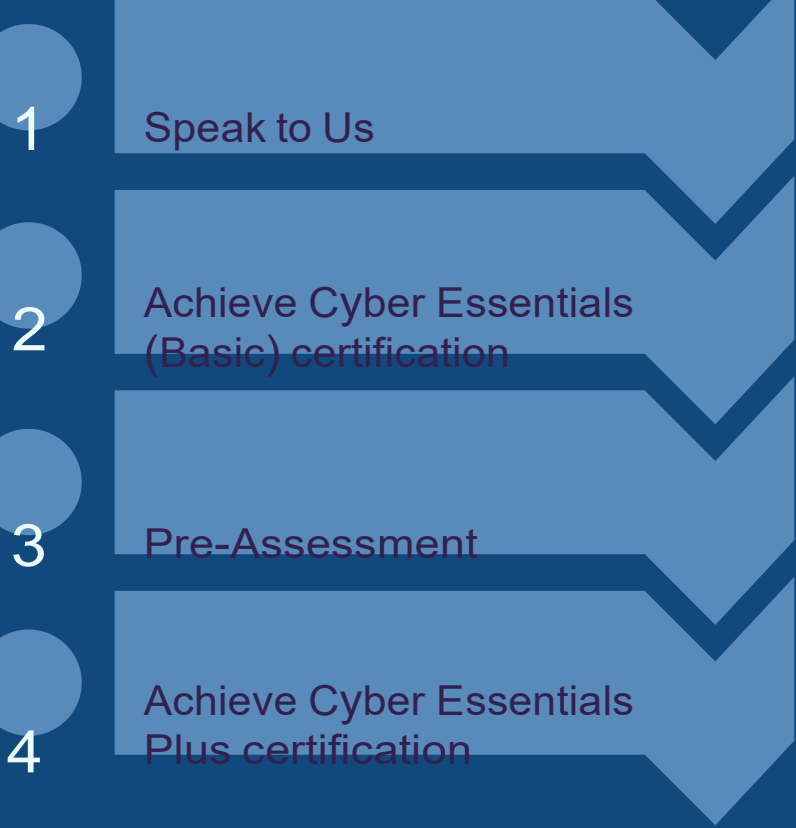 1
Speak to Us
2
Achieve Cyber Essentials
(Basic) certification
3
Pre-Assessment
4
Achieve Cyber Essentials
Plus certification